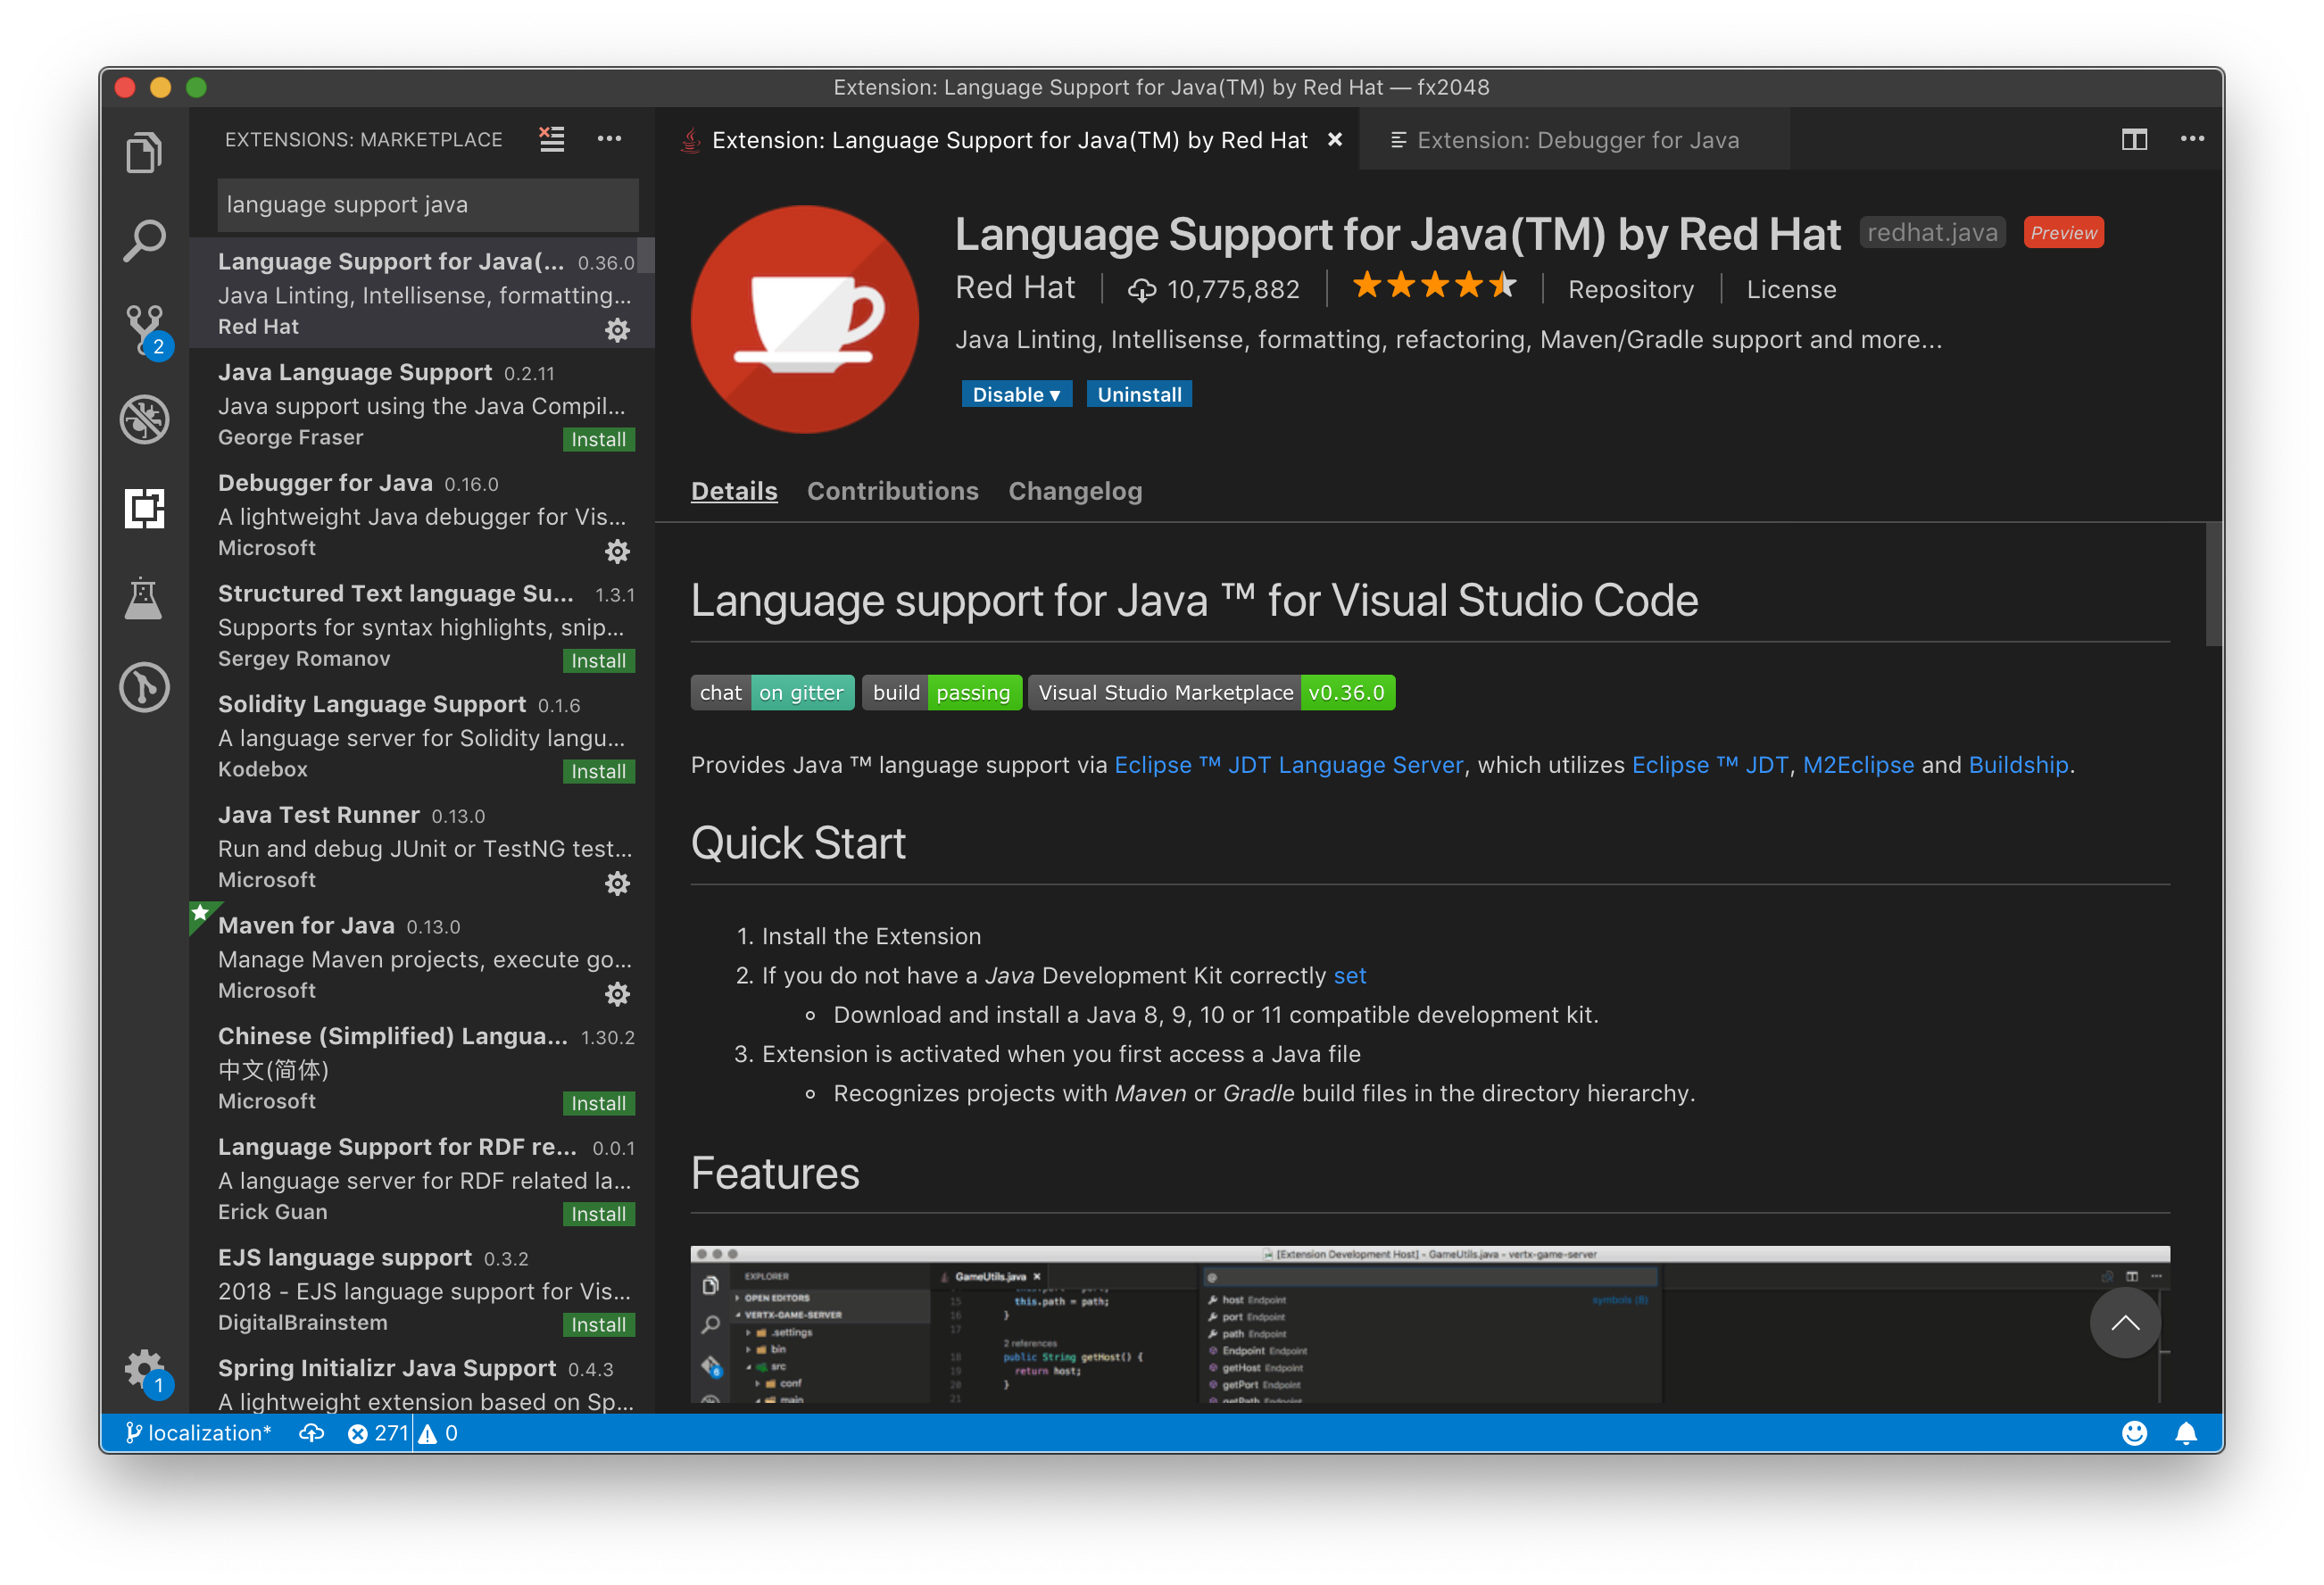 Extension: Language Support for Java(TM) by Red Hat — fx2048
EXTENSIONS: MARKETPLACE
language support java
Language Support for Java(... 0.36.0
Java Linting, Intellisense, formatting...
Red Hat
Java Language Support 0.2.11
Java support using the Java Compil...
George Fraser Install
Debugger for Java 0.16.0
A lightweight Java debugger for Vis...
Microsoft
Structured Text language Su... 1.3.1
Supports for syntax highlights, snip...
Sergey Romanov Install
Solidity Language Support 0.1.6
A language server for Solidity langu...
Kodebox Install
Java Test Runner 0.13.0
Run and debug JUnit or TestNG test...
Microsoft
Maven for Java 0.13.0
Manage Maven projects, execute go...
Microsoft
Chinese (Simplified) Langua... 1.30.2
中文(简体)
Microsoft Install
Language Support for RDF re... 0.0.1
A language server for RDF related la...
Erick Guan Install
EJS language support 0.3.2
2018 - EJS language support for Vis...
DigitalBrainstem Install
Spring Initializr Java Support 0.4.3
A lightweight extension based on Sp...
2
1
Extension: Language Support for Java(TM) by Red Hat
Extension: Debugger for Java
Language Support for Java(TM) by Red Hat redhat.java Preview
Red Hat 10,775,882 Repository License
Java Linting, Intellisense, formatting, refactoring, Maven/Gradle support and more...
Disable Uninstall
Details Contributions Changelog
Language support for Java ™ for Visual Studio Code
chat on gitter build passing Visual Studio Marketplace v0.36.0
Provides Java ™ language support via Eclipse ™ JDT Language Server, which utilizes Eclipse ™ JDT, M2Eclipse and Buildship.
Quick Start
1. Install the Extension
2. If you do not have a Java Development Kit correctly set
Download and install a Java 8, 9, 10 or 11 compatible development kit.
3. Extension is activated when you first access a Java file
Recognizes projects with Maven or Gradle build files in the directory hierarchy.
Features
[Extension Development Host] - GameUtils.java - vertx-game-server
EXPLORER
OPEN EDITORS
VERTX-GAME-SERVER
.settings
bin
src
conf
main
6
GameUtils.java
15 this.path = path;
16 }
17
2 references
18 public String getHost() {
19 return host;
20 }
21
@
host Endpoint symbols (8)
port Endpoint
path Endpoint
Endpoint Endpoint
getHost Endpoint
getPort Endpoint
getPath Endpoint
localization* 271 0